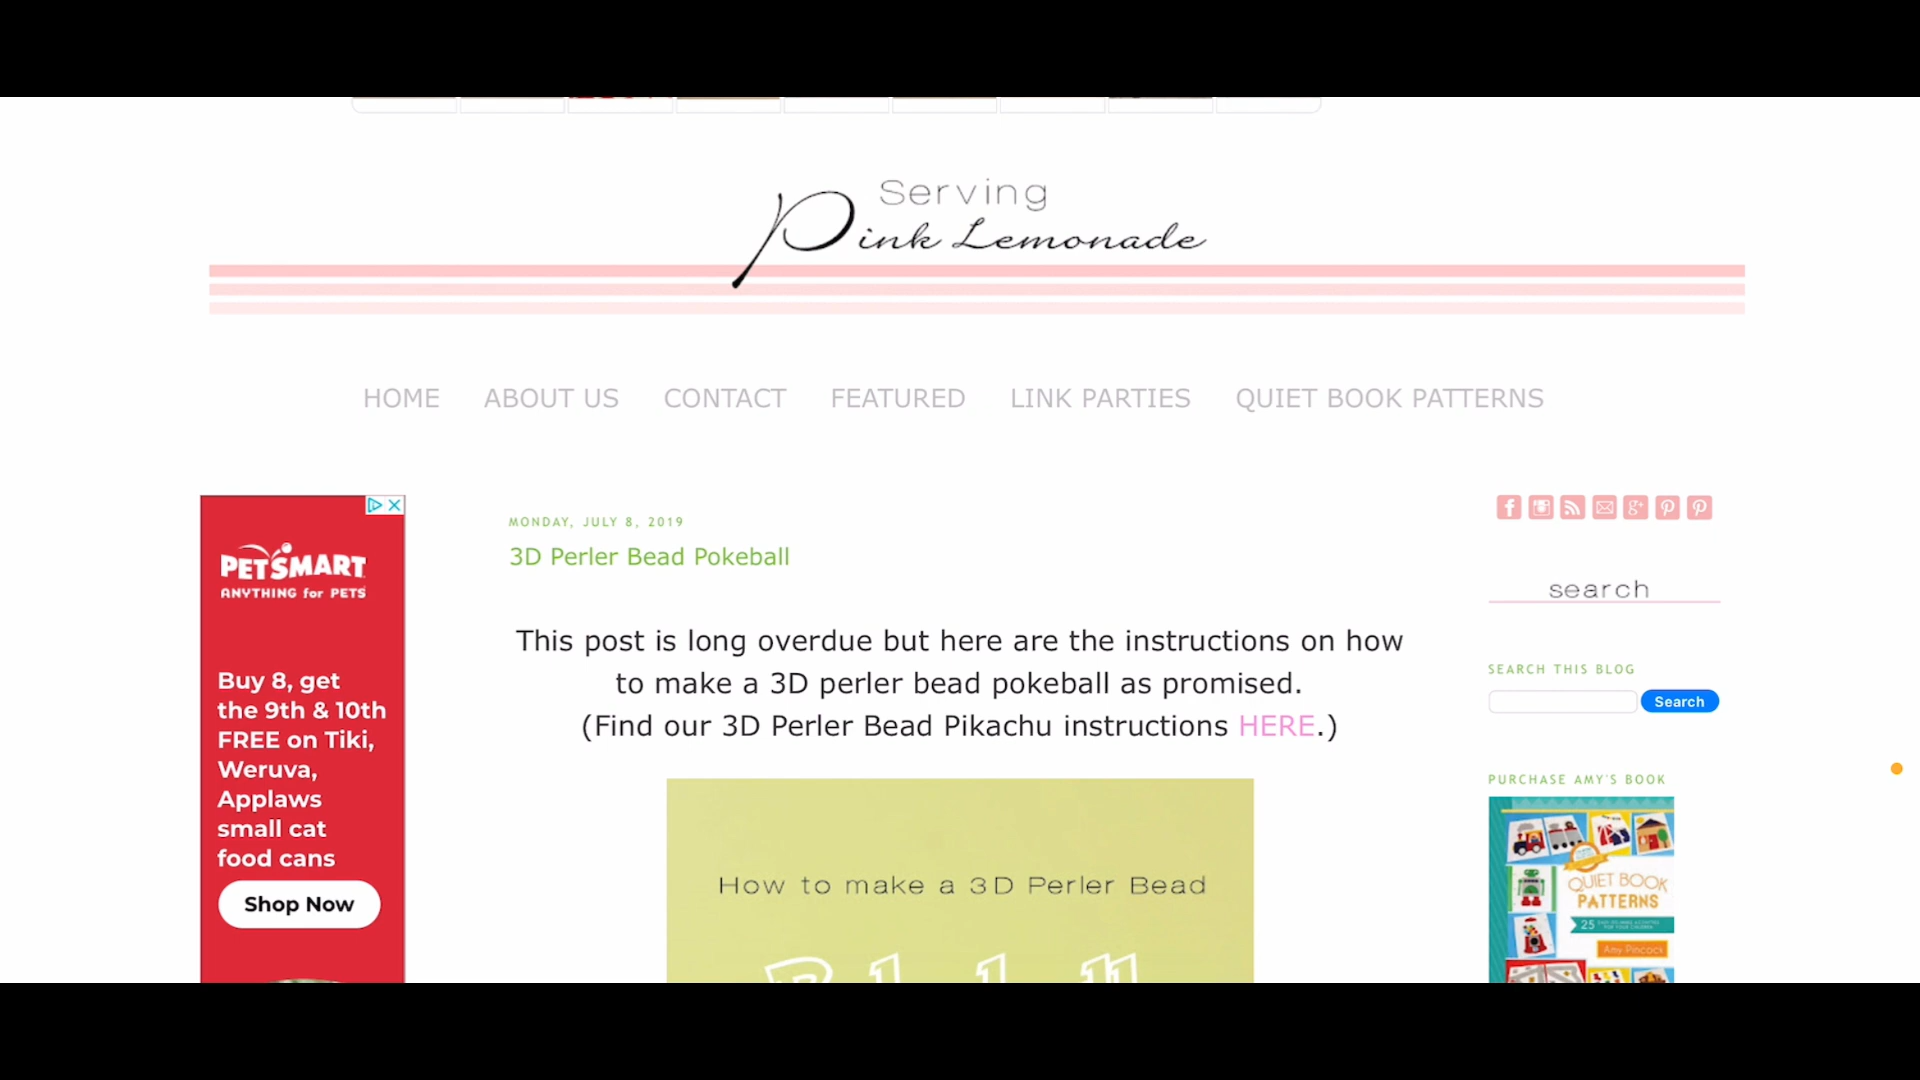 Serving
Pink Lemonade
HOME ABOUT US CONTACT FEATURED LINK PARTIES QUIET BOOK PATTERNS
PETSMART
ANYTHING for PETS
Buy 8, get
the 9th & 10th
FREE on Tiki,
Weruva,
Applaws
small cat
food cans
Shop Now
MONDAY, JULY 8, 2019
3D Perler Bead Pokeball
This post is long overdue but here are the instructions on how
to make a 3D perler bead pokeball as promised.
(Find our 3D Perler Bead Pikachu instructions HERE.)
How to make a 3D Perler Bead
search
SEARCH THIS BLOG
Search
PURCHASE AMY'S BOOK
QUIET BOOK
PATTERNS
25
Amy Pincock